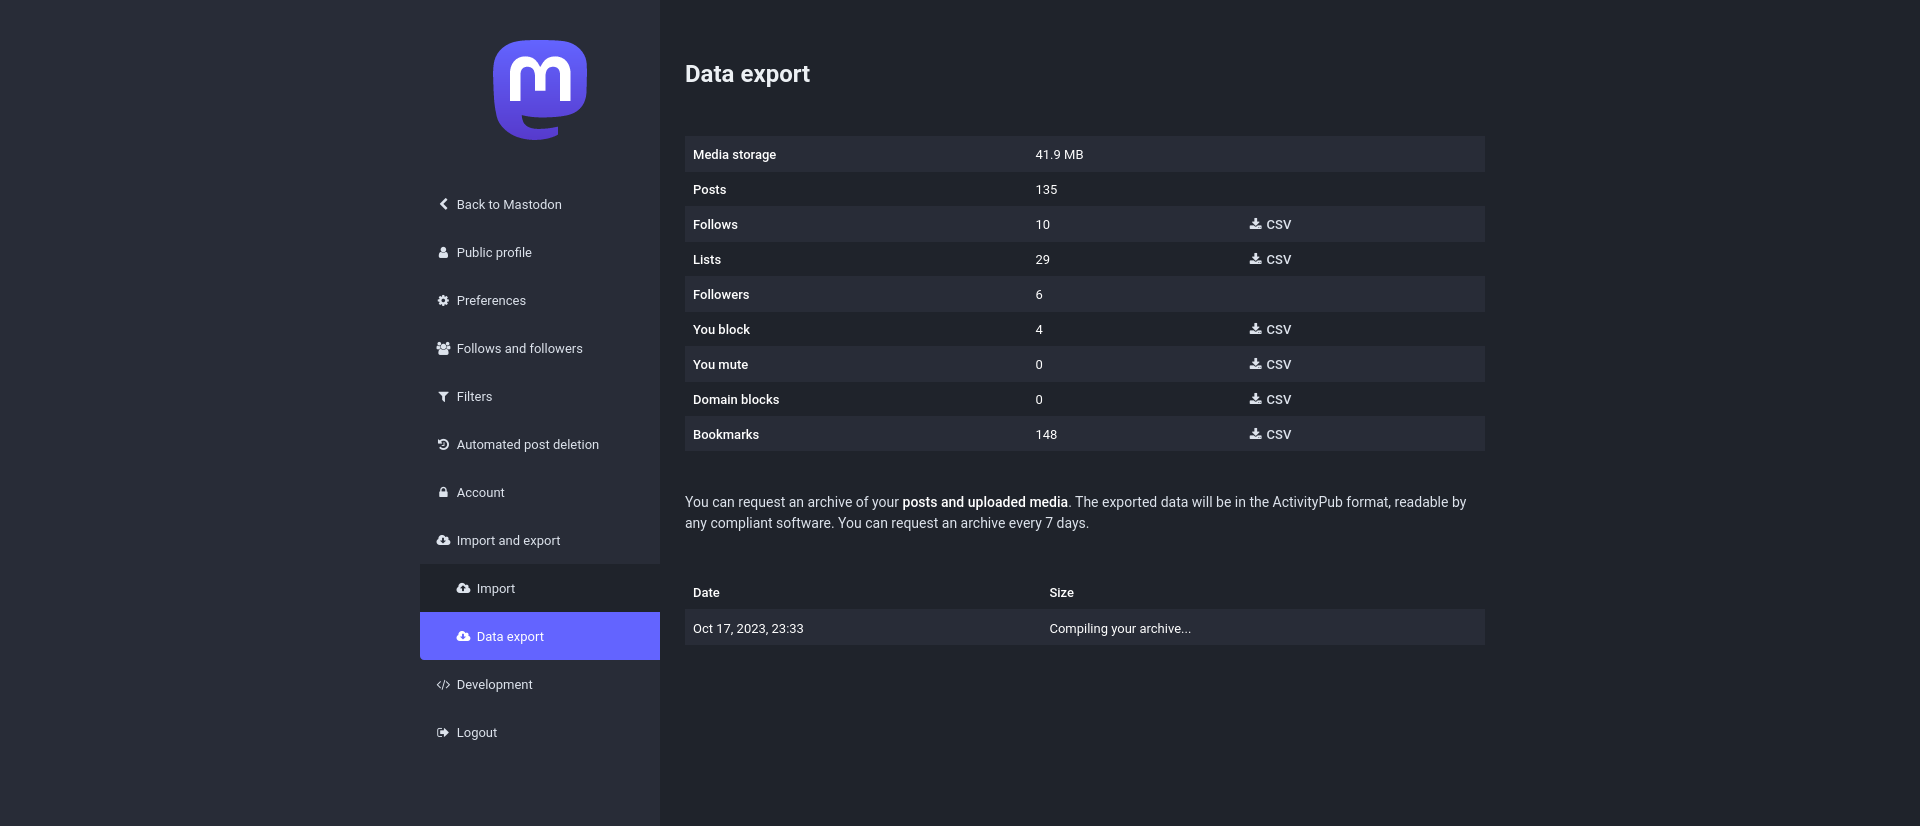 Back to Mastodon
Public profile
Preferences
Follows and followers
Filters
Automated post deletion
Account
Import and export
Import
Data export
Development
Logout
Data export
Media storage 41.9 MB
Posts 135
Follows 10 CSV
Lists 29 CSV
Followers 6
You block 4 CSV
You mute 0 CSV
Domain blocks 0 CSV
Bookmarks 148 CSV
You can request an archive of your posts and uploaded media. The exported data will be in the ActivityPub format, readable by
any compliant software. You can request an archive every 7 days.
Date Size
Oct 17, 2023, 23:33 Compiling your archive...